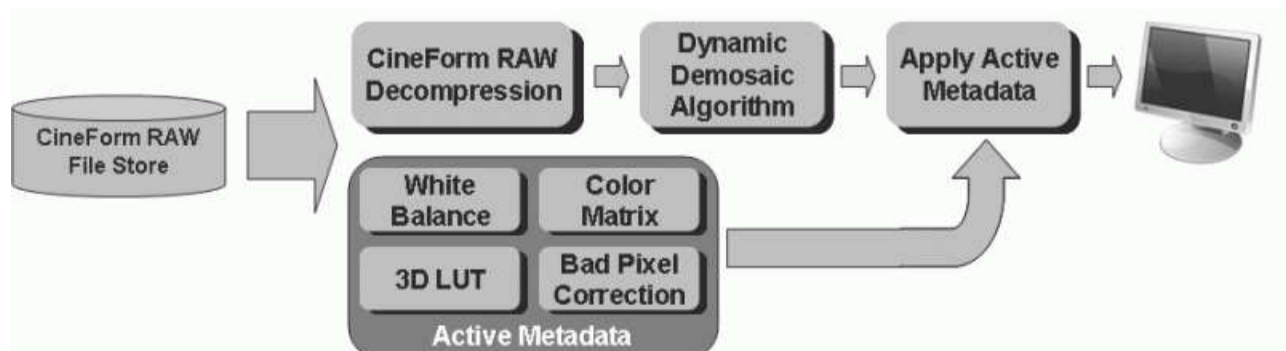 CineForm RAW
File Store
CineForm RAW
Decompression
Dynamic
Demosaic
Algorithm
Apply Active
Metadata
White
Balance
Color
Matrix
3D LUT
Bad Pixel
Correction
Active Metadata